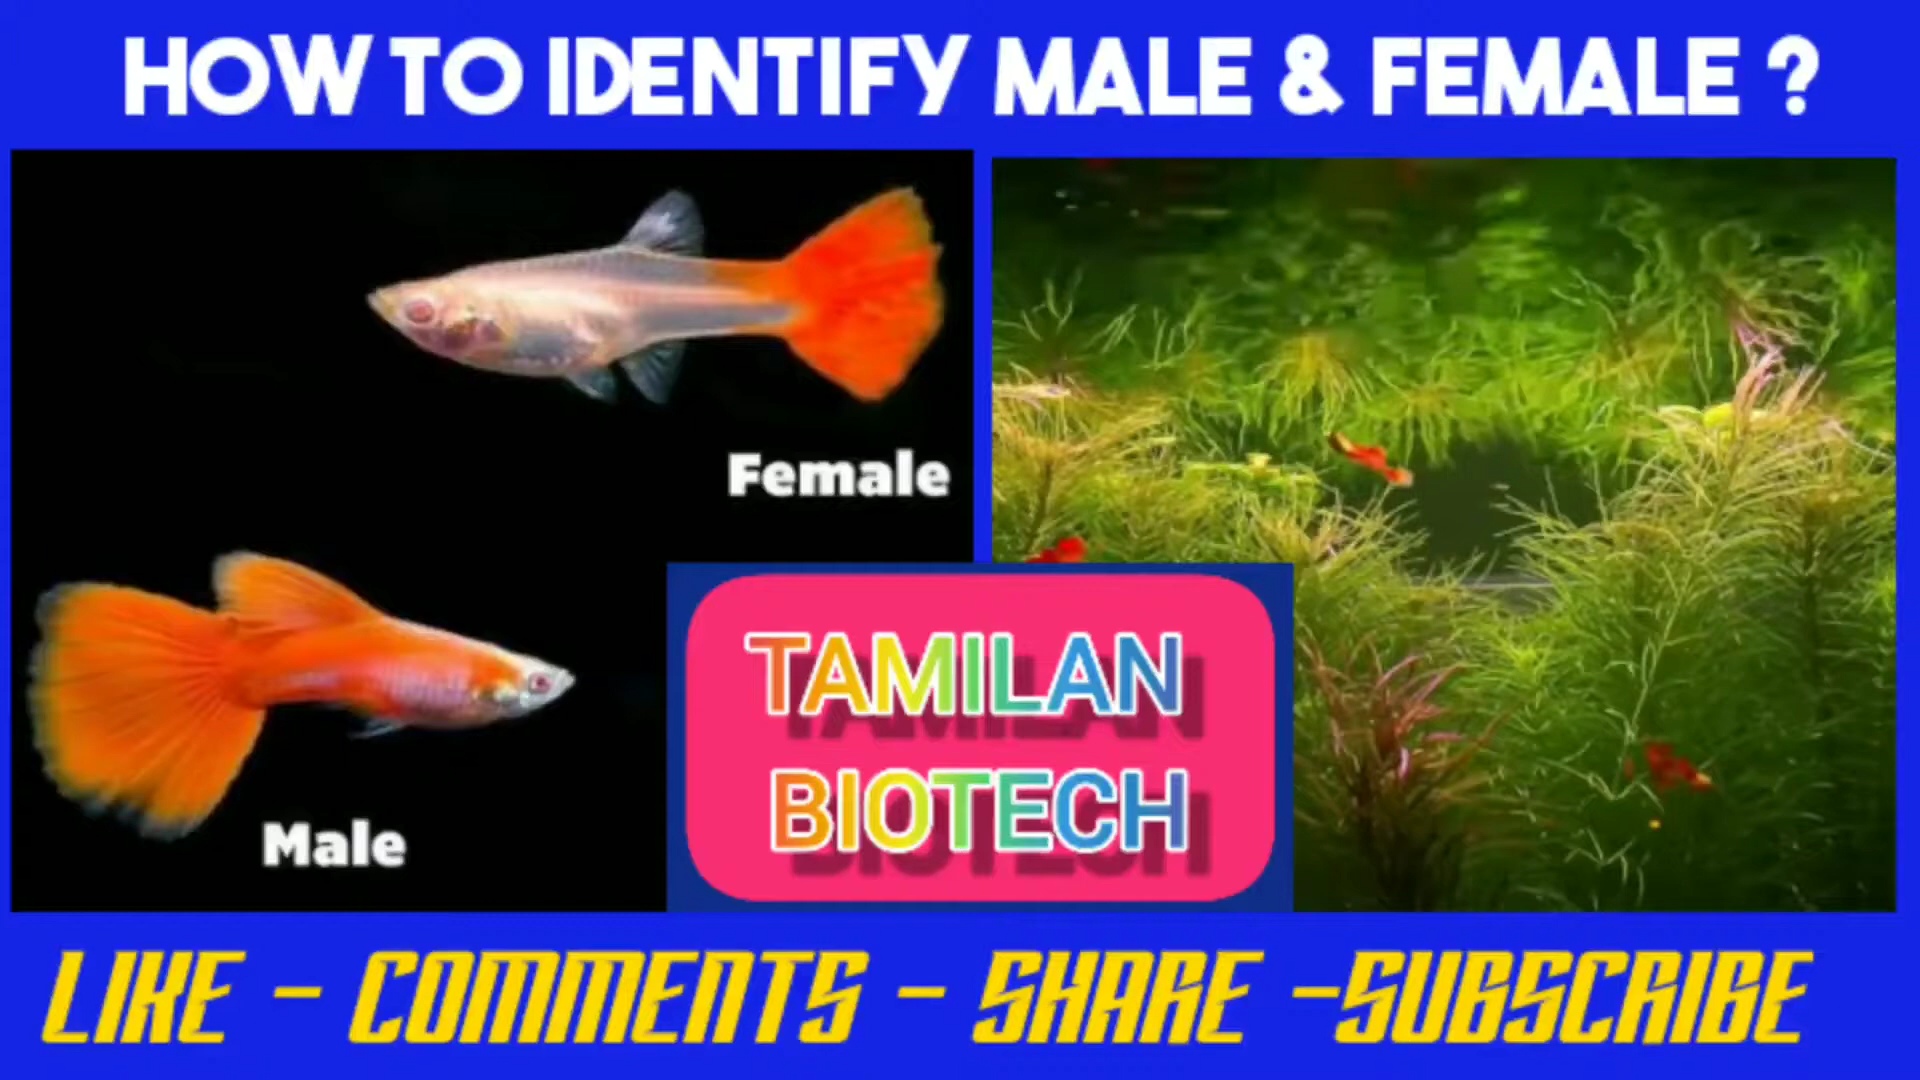 HOW TO IDENTIFY MALE & FEMALE ?
Female
Male
TAMILAN
BIOTECH
LIKE - COMMENTS - SHARE -SUBSCRIBE